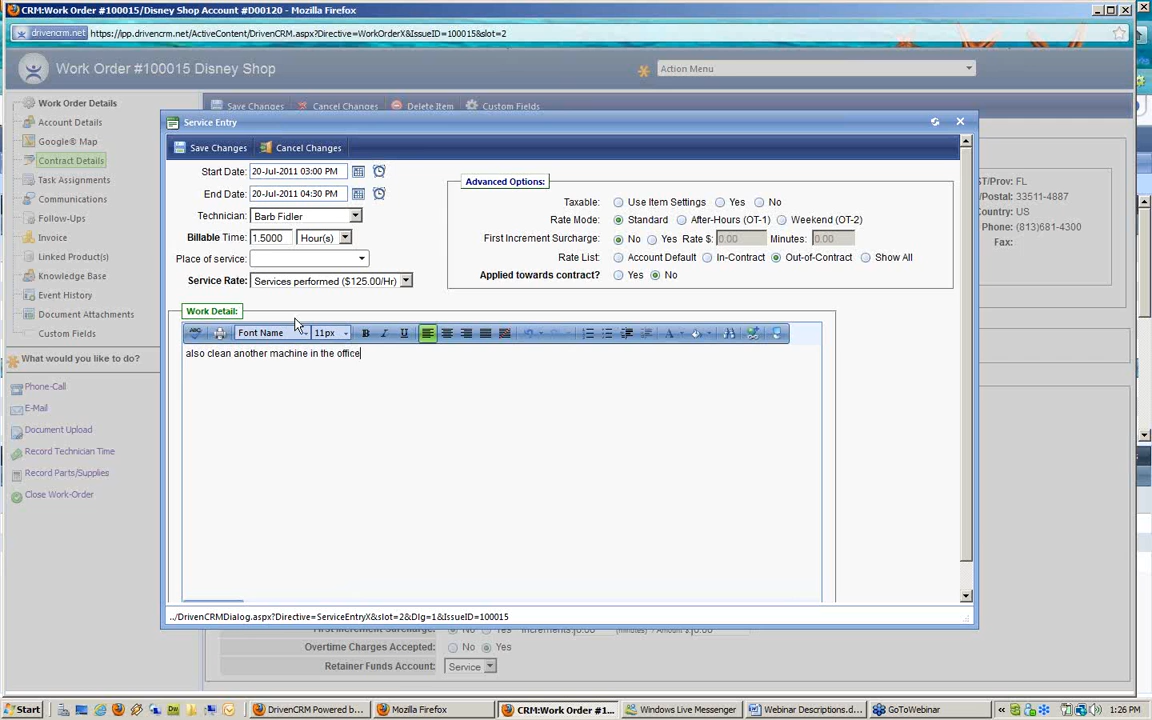 CRM:Work Order #100015/Disney Shop Account #D00120 - Mozilla Firefox
drivencrm.net https://ipp.drivencrm.net/ActiveContent/DrivenCRM.aspx?Directive=WorkOrderX&IssueID=100015&slot=2
Work Order #100015 Disney Shop
Action Menu
Work Order Details
Account Details
Google® Map
Contract Details
Task Assignments
Communications
Follow-Ups
Invoice
Linked Product(s)
Knowledge Base
Event History
Document Attachments
Custom Fields
What would you like to do?
Phone-Call
E-Mail
Document Upload
Record Technician Time
Record Parts/Supplies
Close Work-Order
Save Changes Cancel Changes Delete Item Custom Fields
Service Entry
Save Changes Cancel Changes
Start Date: 20-Jul-2011 03:00 PM
End Date: 20-Jul-2011 04:30 PM
Technician: Barb Fidler
Billable Time: 1.5000 Hour(s)
Place of service:
Service Rate: Services performed ($125.00/Hr)
Advanced Options:
Taxable: Use Item Settings Yes No
Rate Mode: Standard After-Hours (OT-1) Weekend (OT-2)
First Increment Surcharge: No Yes Rate $: 0.00 Minutes: 0.00
Rate List: Account Default In-Contract Out-of-Contract Show All
Applied towards contract? Yes No
Work Detail:
ABC Font Name 11px B I U A
also clean another machine in the office
../DrivenCRMDialog.aspx?Directive=ServiceEntryX&slot=2&Dlg=1&IssueID=100015
st/Prov: FL
/Postal: 33511-4887
Country: US
Phone: (813)681-4300
Fax:
First Increment Surcharge: No Yes Increments: 0 (Minutes) / Amount $: 0
Overtime Charges Accepted: No Yes
Retainer Funds Account: Service
Start DrivenCRM Powered b... Mozilla Firefox CRM:Work Order #1... Windows Live Messenger Webinar Descriptions.d... GoToWebinar 1:26 PM